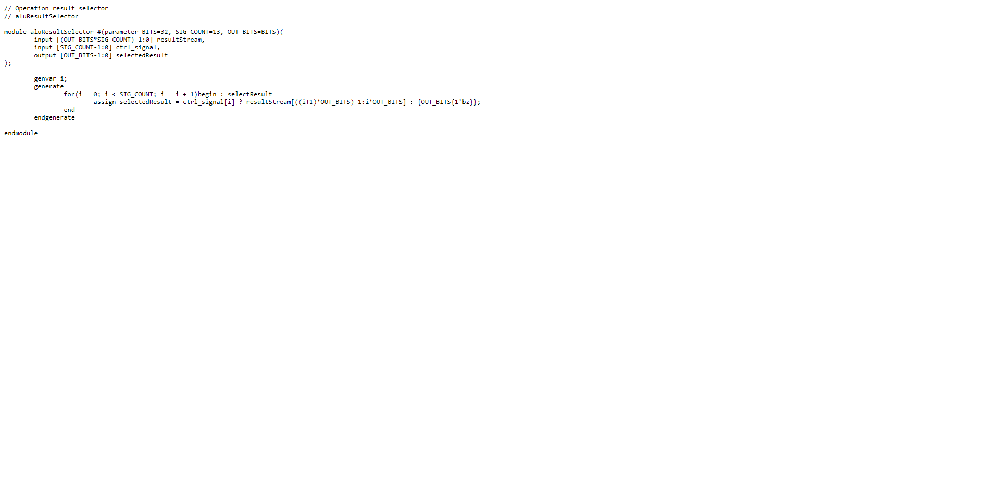 // Operation result selector
// aluResultSelector
module aluResultSelector #(parameter BITS=32, SIG_COUNT=13, OUT_BITS=BITS)(
input [(OUT_BITS*SIG_COUNT)-1:0] resultStream,
input [SIG_COUNT-1:0] ctrl_signal,
output [OUT_BITS-1:0] selectedResult
);
genvar i;
generate
for(i = 0; i < SIG_COUNT; i = i + 1)begin : selectResult
assign selectedResult = ctrl_signal[i] ? resultStream[((i+1)*OUT_BITS)-1:i*OUT_BITS] : {OUT_BITS{1'bz}};
end
endgenerate
endmodule